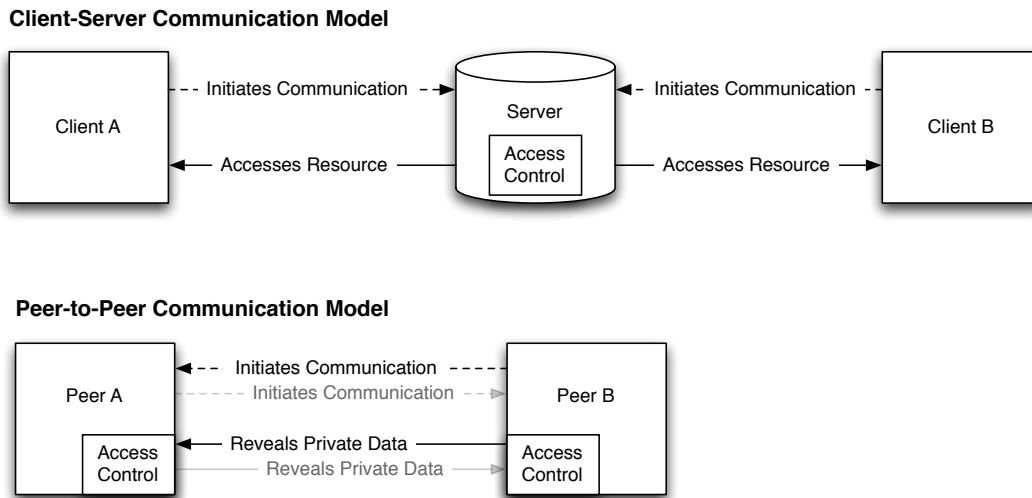 Client-Server Communication Model
Client A
Initiates Communication
Accesses Resource
Server
Access
Control
Initiates Communication
Accesses Resource
Client B
Peer-to-Peer Communication Model
Peer A
Access
Control
Initiates Communication
Initiates Communication
Reveals Private Data
Reveals Private Data
Peer B
Access
Control